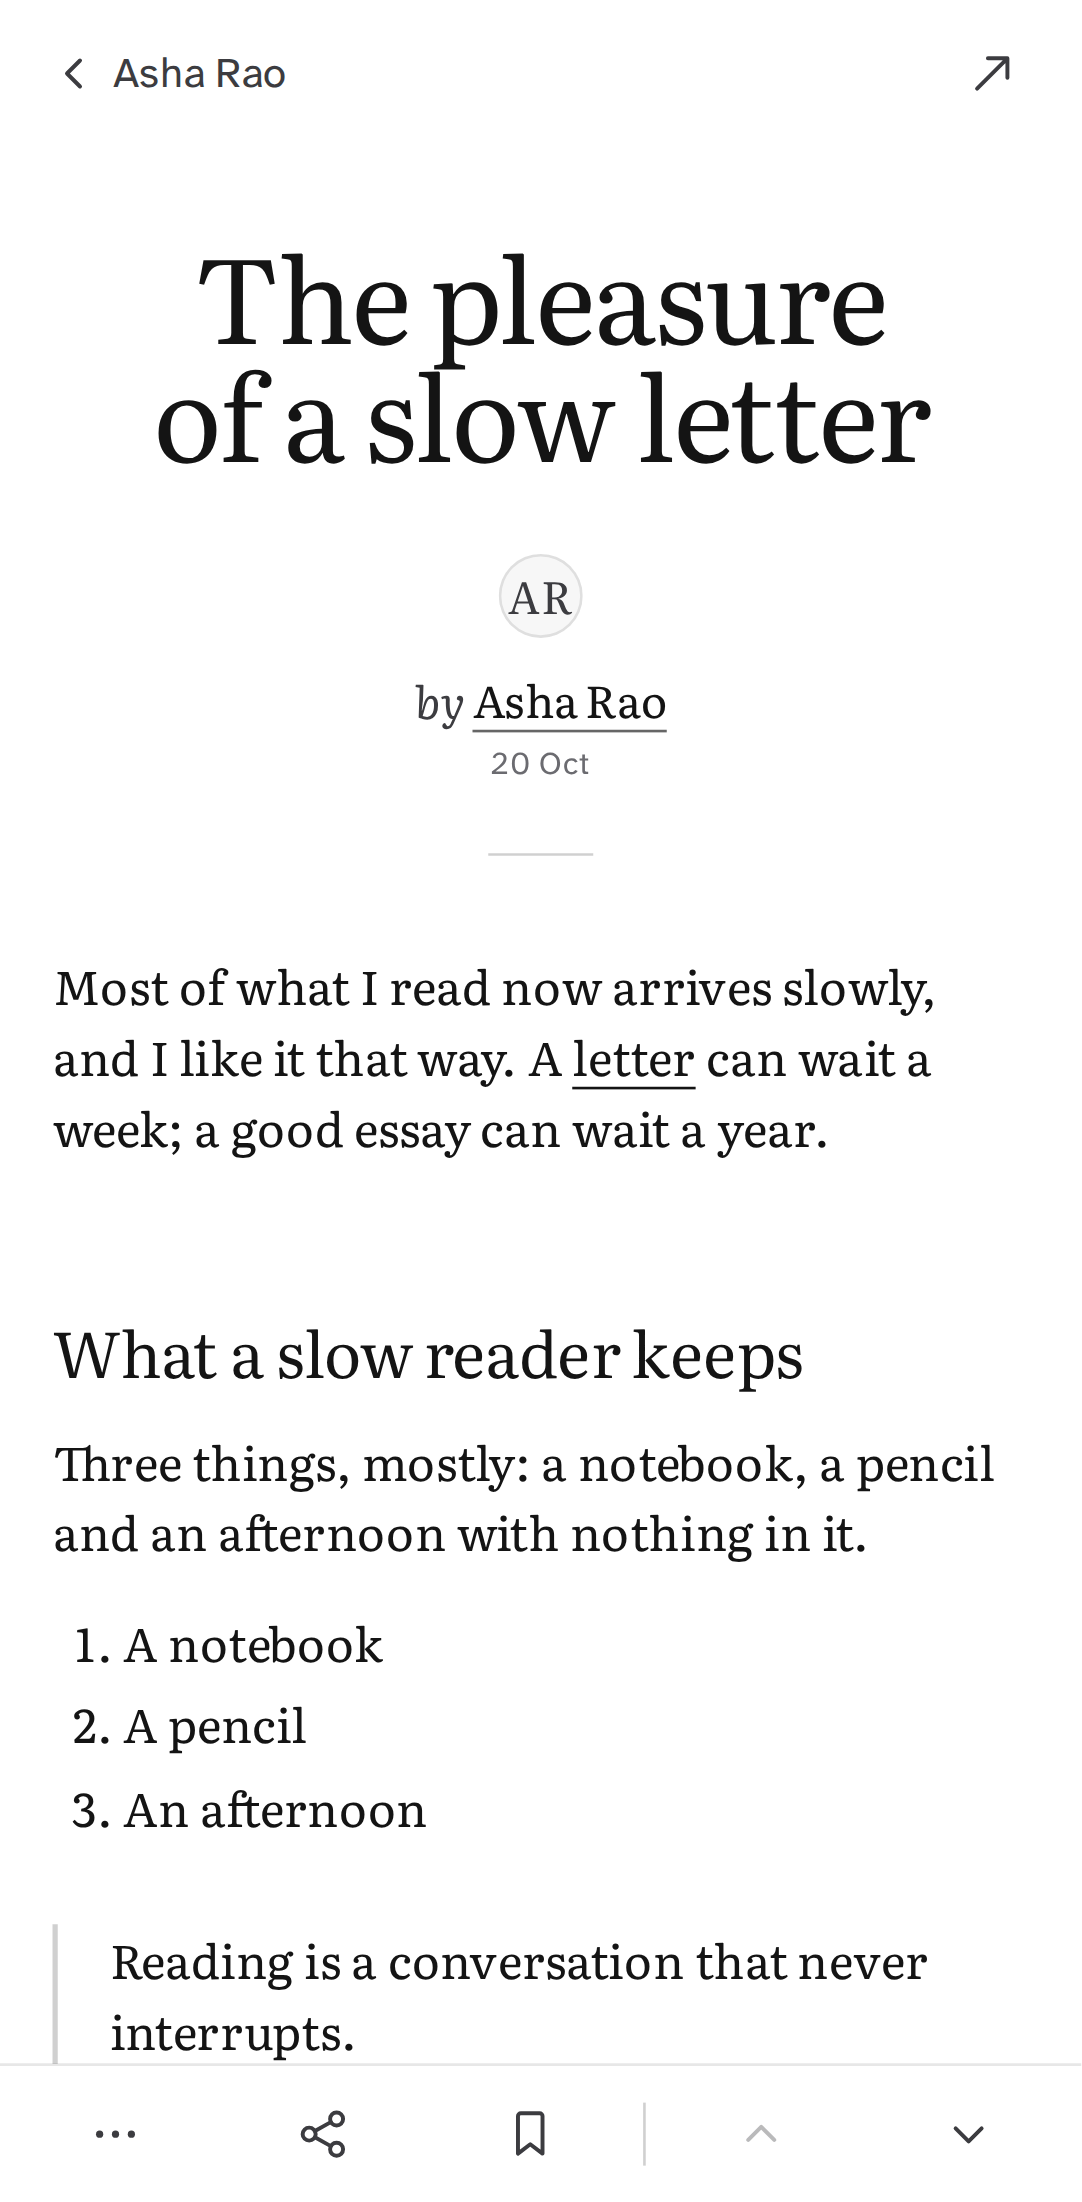 Asha Rao
The pleasure
of a slow letter
AR
by Asha Rao
20 Oct
Most of what I read now arrives slowly,
and I like it that way. A letter can wait a
week; a good essay can wait a year.
What a slow reader keeps
Three things, mostly: a notebook, a pencil
and an afternoon with nothing in it.
1. A notebook
2. A pencil
3. An afternoon
Reading is a conversation that never
interrupts.